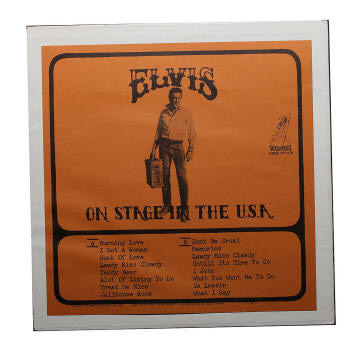 ELVIS
ON STAGE IN THE U.S.A.
A Burning Love
I Got A Woman
Hunk Of Love
Lawdy Miss Clawdy
Teddy Bear
Alot Of Living To Do
Treat Me Nice
Jailhouse Rock
B Dont Be Cruel
Memories
Lawdy Miss Clawdy
Untill Its Time To Go
I John
What You Want Me To Do
Im Leavin
What I Say